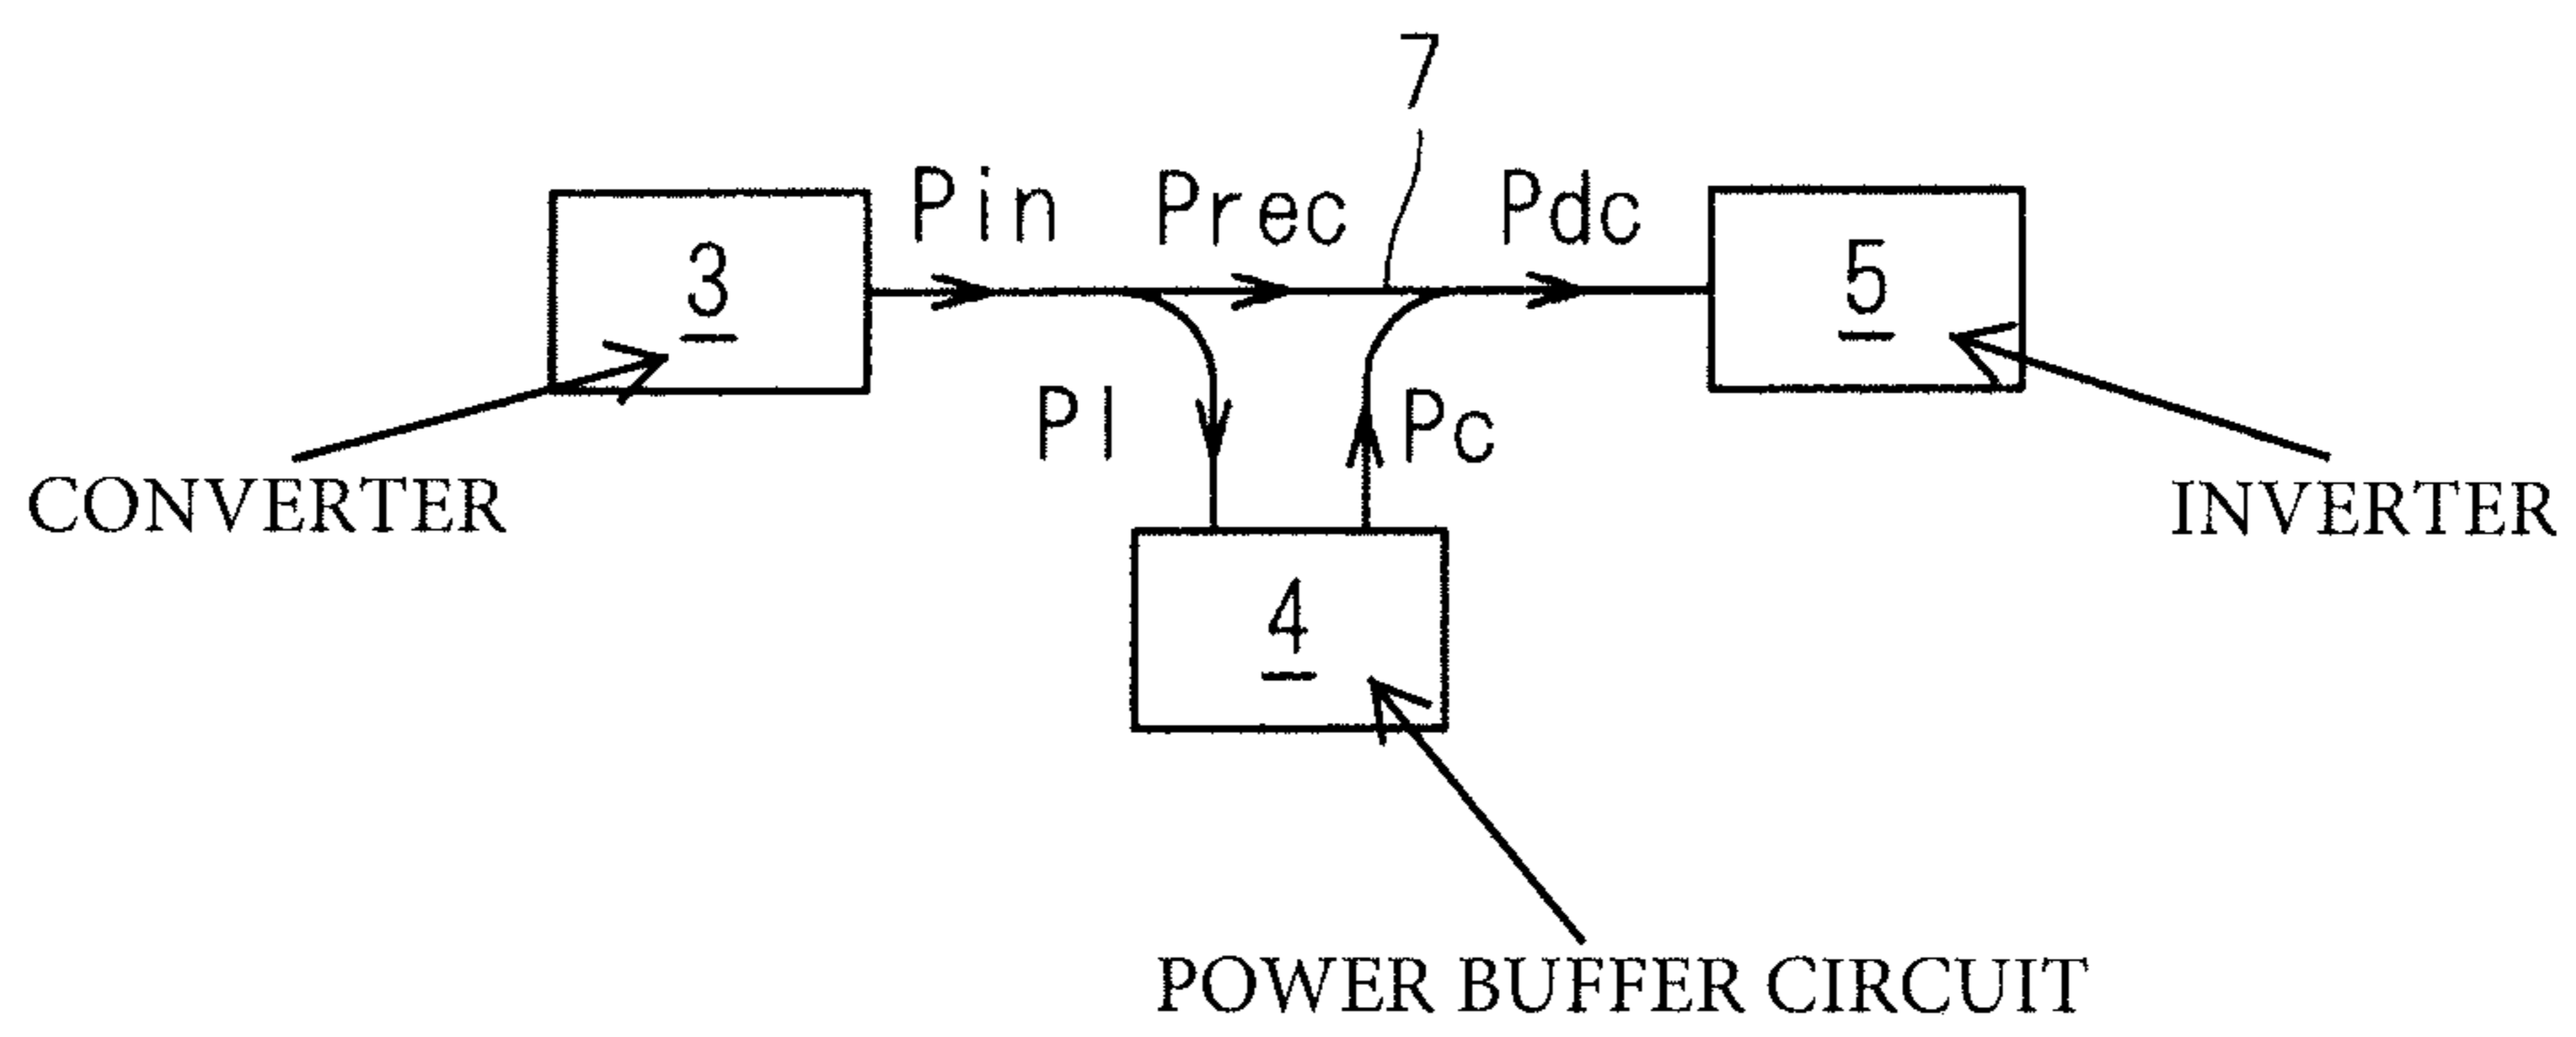 7
Pin Prec Pdc
3 5
Pl Pc
CONVERTER INVERTER
4
POWER BUFFER CIRCUIT